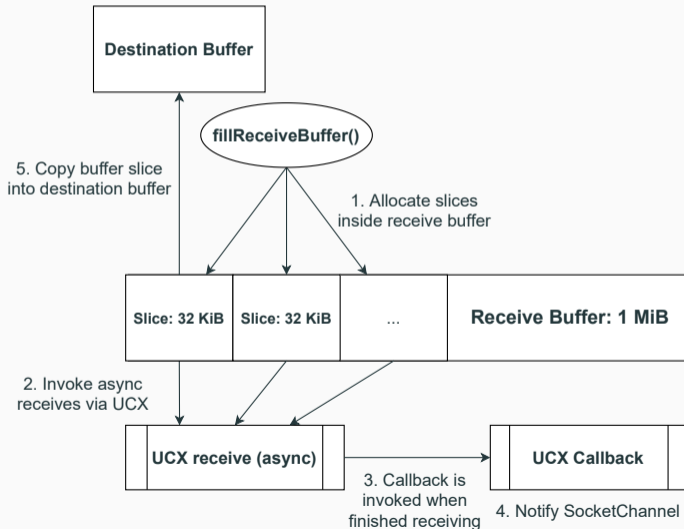 Destination Buffer
fillReceiveBuffer()
5. Copy buffer slice
into destination buffer
1. Allocate slices
inside receive buffer
Slice: 32 KiB
Slice: 32 KiB
...
Receive Buffer: 1 MiB
2. Invoke async
receives via UCX
UCX receive (async)
UCX Callback
3. Callback is
invoked when
finished receiving
4. Notify SocketChannel